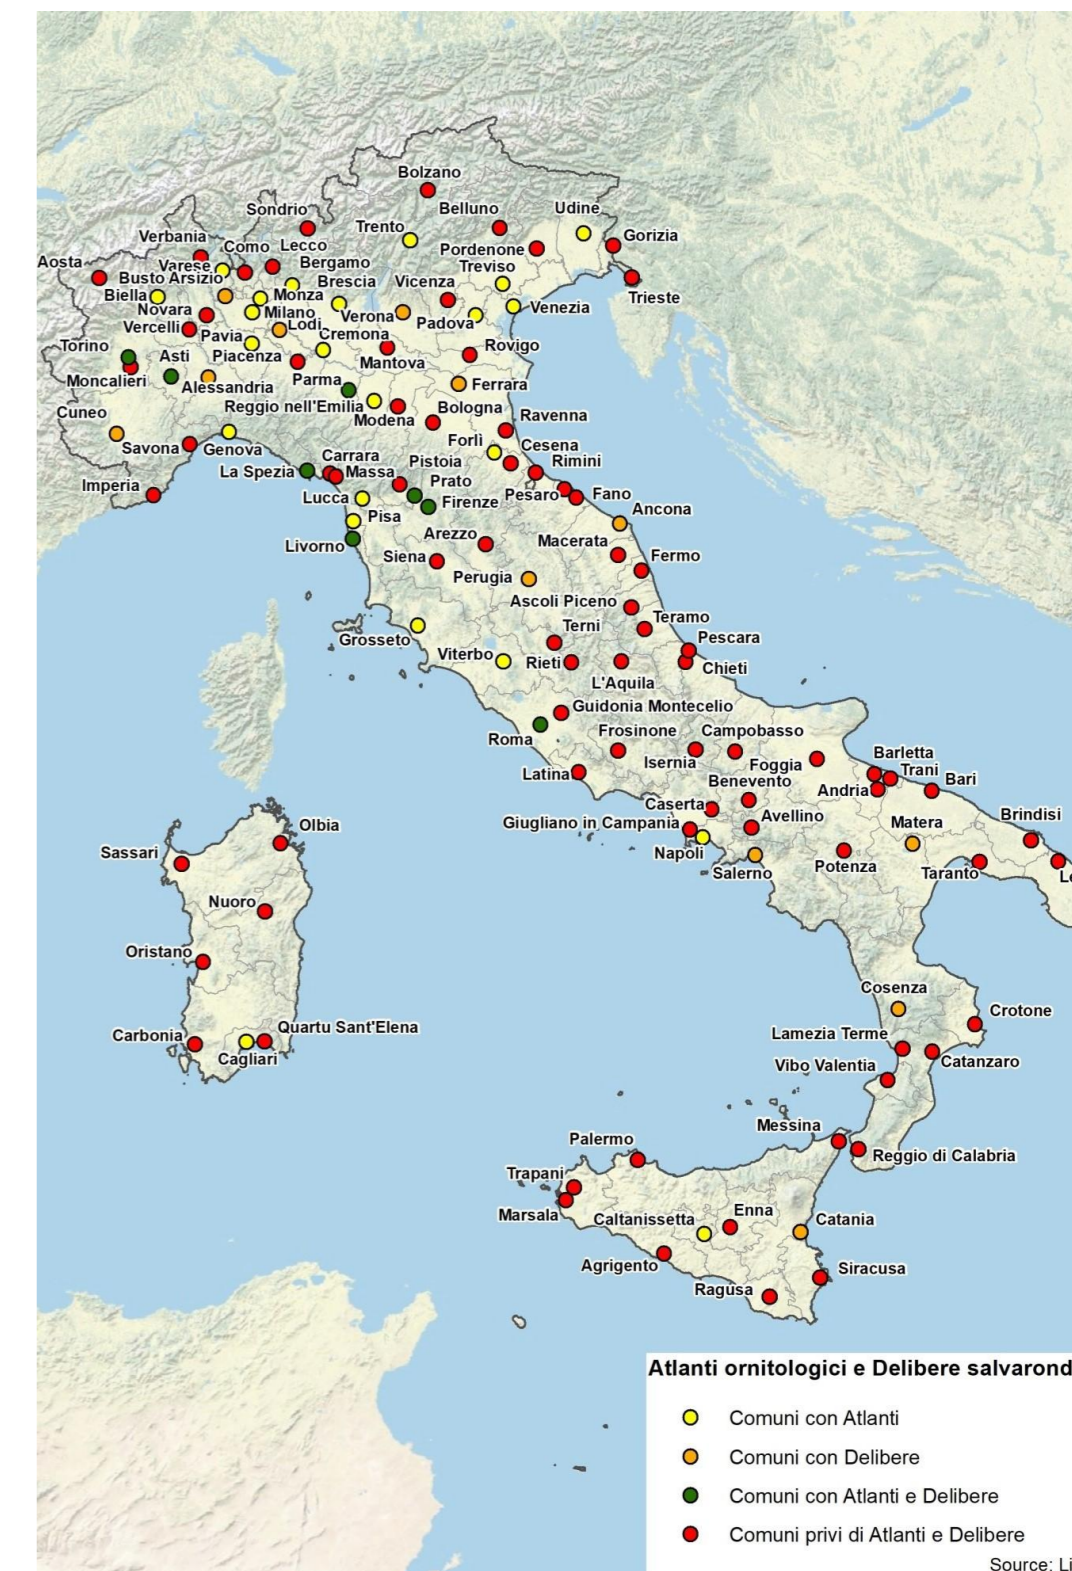 Bolzano
Belluno
Udine
Sondrio
Trento
Gorizia
Verbania
Como
Lecco
Pordenone
Aosta
Varese
Bergamo
Treviso
Busto Arsizio
Brescia
Vicenza
Trieste
Biella
Monza
Venezia
Novara
Milano
Verona
Padova
Vercelli
Lodi
Cremona
Pavia
Torino
Asti
Piacenza
Mantova
Rovigo
Moncalieri
Alessandria
Parma
Ferrara
Cuneo
Reggio nell'Emilia
Bologna
Ravenna
Modena
Savona
Genova
Forlì
Cesena
Carrara
Pistoia
Rimini
La Spezia
Massa
Prato
Imperia
Lucca
Firenze
Pesaro
Fano
Pisa
Ancona
Arezzo
Macerata
Livorno
Siena
Fermo
Perugia
Ascoli Piceno
Teramo
Grosseto
Terni
Pescara
Viterbo
Rieti
Chieti
L'Aquila
Guidonia Montecelio
Roma
Frosinone
Campobasso
Isernia
Foggia
Barletta
Latina
Trani
Benevento
Bari
Andria
Caserta
Giugliano in Campania
Avellino
Matera
Brindisi
Olbia
Napoli
Sassari
Salerno
Potenza
Taranto
Nuoro
Oristano
Cosenza
Crotone
Carbonia
Quartu Sant'Elena
Lamezia Terme
Cagliari
Catanzaro
Vibo Valentia
Messina
Palermo
Reggio di Calabria
Trapani
Marsala
Caltanissetta
Enna
Catania
Agrigento
Siracusa
Ragusa
Atlanti ornitologici e Delibere salvarond
Comuni con Atlanti
Comuni con Delibere
Comuni con Atlanti e Delibere
Comuni privi di Atlanti e Delibere
Source: Li